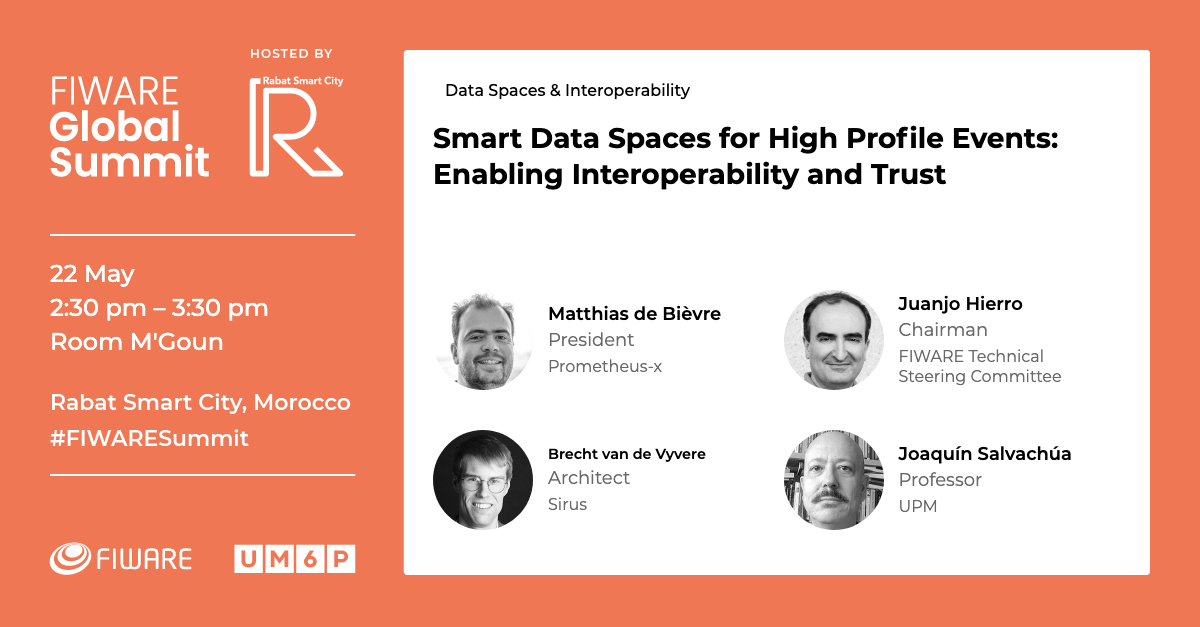 HOSTED BY
FIWARE
Global
Summit
Rabat Smart City
R
22 May
2:30 pm – 3:30 pm
Room M'Goun
Rabat Smart City, Morocco
#FIWARESummit
FIWARE
UM6P
Data Spaces & Interoperability
Smart Data Spaces for High Profile Events:
Enabling Interoperability and Trust
Matthias de Bièvre
President
Prometheus-x
Juanjo Hierro
Chairman
FIWARE Technical
Steering Committee
Brecht van de Vyvere
Architect
Sirus
Joaquín Salvachúa
Professor
UPM